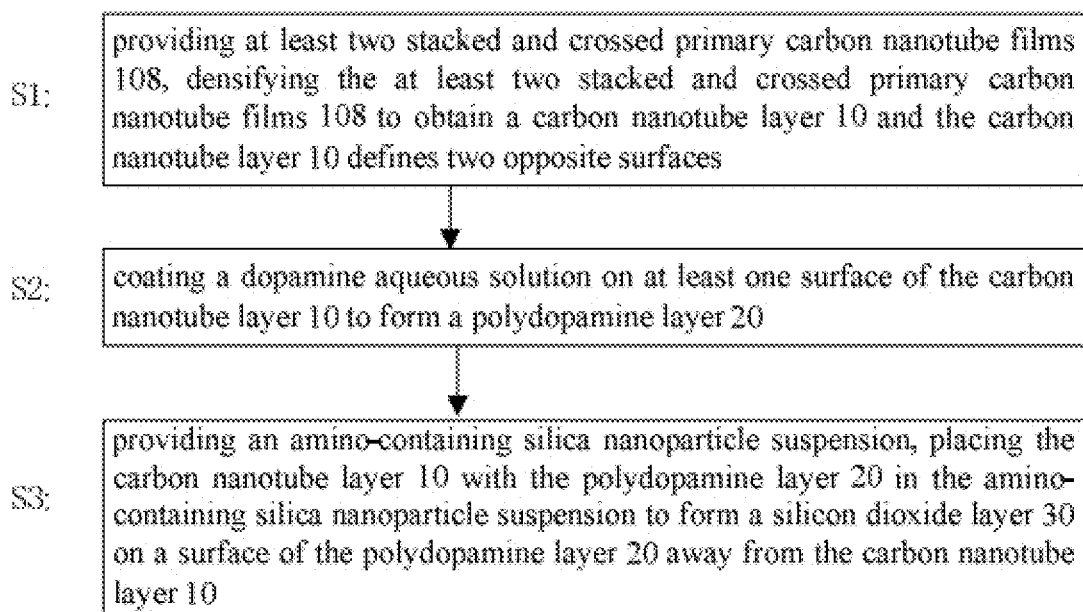 S1:
providing at least two stacked and crossed primary carbon nanotube films
108, densifying the at least two stacked and crossed primary carbon
nanotube films 108 to obtain a carbon nanotube layer 10 and the carbon
nanotube layer 10 defines two opposite surfaces
S2:
coating a dopamine aqueous solution on at least one surface of the carbon
nanotube layer 10 to form a polydopamine layer 20
S3:
providing an amino-containing silica nanoparticle suspension, placing the
carbon nanotube layer 10 with the polydopamine layer 20 in the amino-
containing silica nanoparticle suspension to form a silicon dioxide layer 30
on a surface of the polydopamine layer 20 away from the carbon nanotube
layer 10